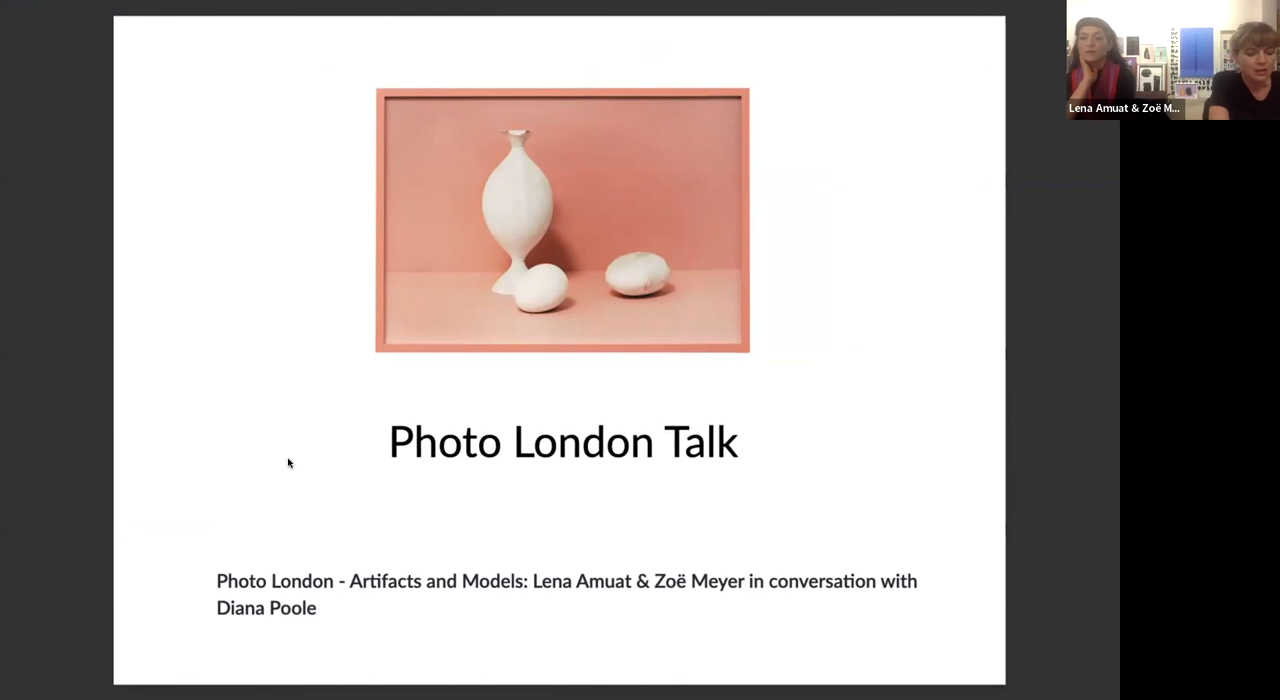 Lena Amuat & Zoë M...
Photo London Talk
Photo London - Artifacts and Models: Lena Amuat & Zoë Meyer in conversation with
Diana Poole